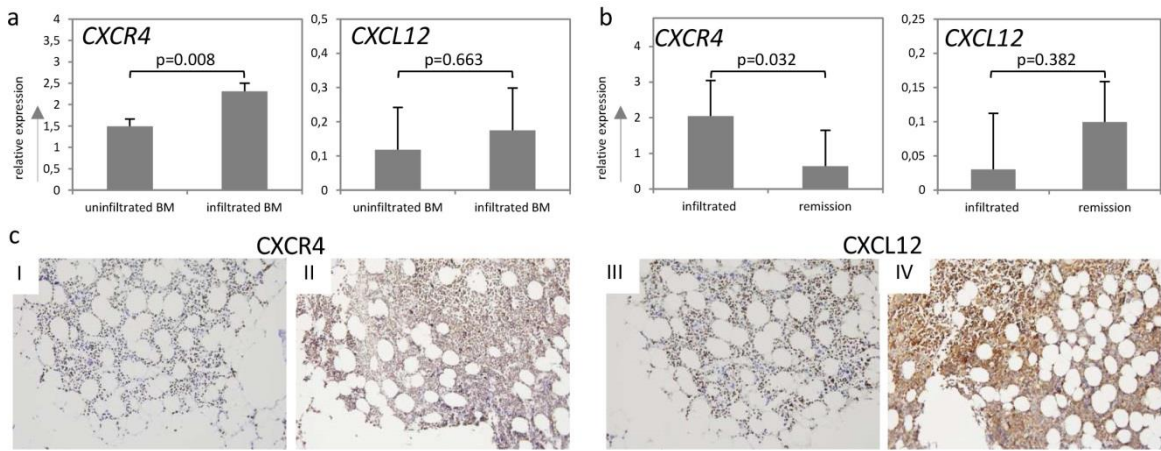 a
CXCR4
p=0.008
relative expression
4
3,5
3
2,5
2
1,5
1
0,5
0
uninfiltrated BM
infiltrated BM
CXCL12
p=0.663
0,5
0,4
0,3
0,2
0,1
0
uninfiltrated BM
infiltrated BM
b
CXCR4
p=0.032
relative expression
4
3
2
1
0
infiltrated
remission
CXCL12
p=0.382
0,25
0,2
0,15
0,1
0,05
0
infiltrated
remission
c
CXCR4
CXCL12
I
II
III
IV